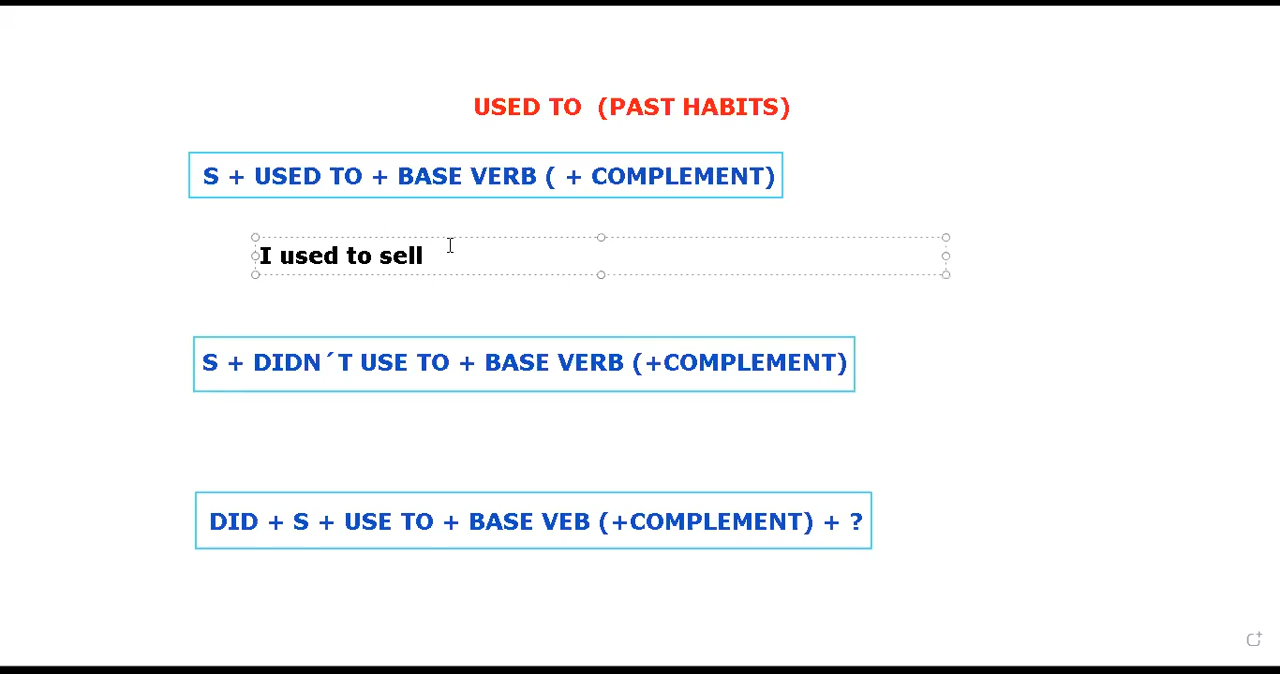 USED TO (PAST HABITS)
S + USED TO + BASE VERB ( + COMPLEMENT)
I used to sell
S + DIDN´T USE TO + BASE VERB (+COMPLEMENT)
DID + S + USE TO + BASE VEB (+COMPLEMENT) + ?